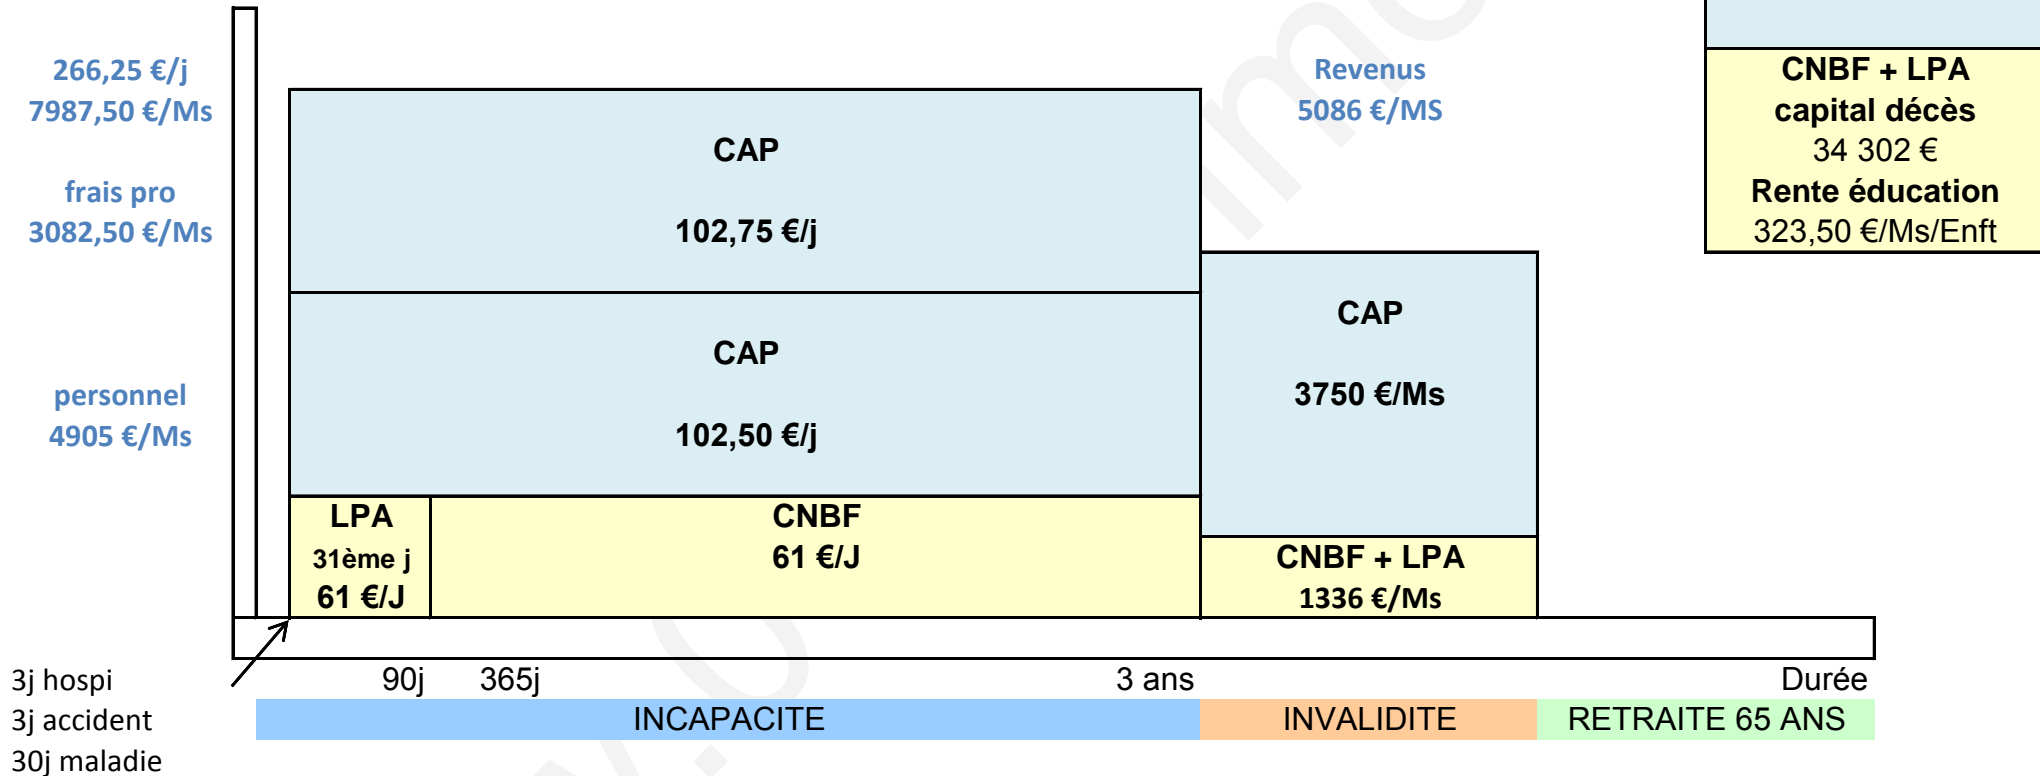 266,25 €/j
7987,50 €/Ms
frais pro
3082,50 €/Ms
personnel
4905 €/Ms
CAP
102,75 €/j
CAP
102,50 €/j
LPA
31ème j
61 €/J
CNBF
61 €/J
Revenus
5086 €/MS
CAP
3750 €/Ms
CNBF + LPA
1336 €/Ms
CNBF + LPA
capital décès
34 302 €
Rente éducation
323,50 €/Ms/Enft
3j hospi
3j accident
30j maladie
90j
365j
3 ans
Durée
INCAPACITE
INVALIDITE
RETRAITE 65 ANS